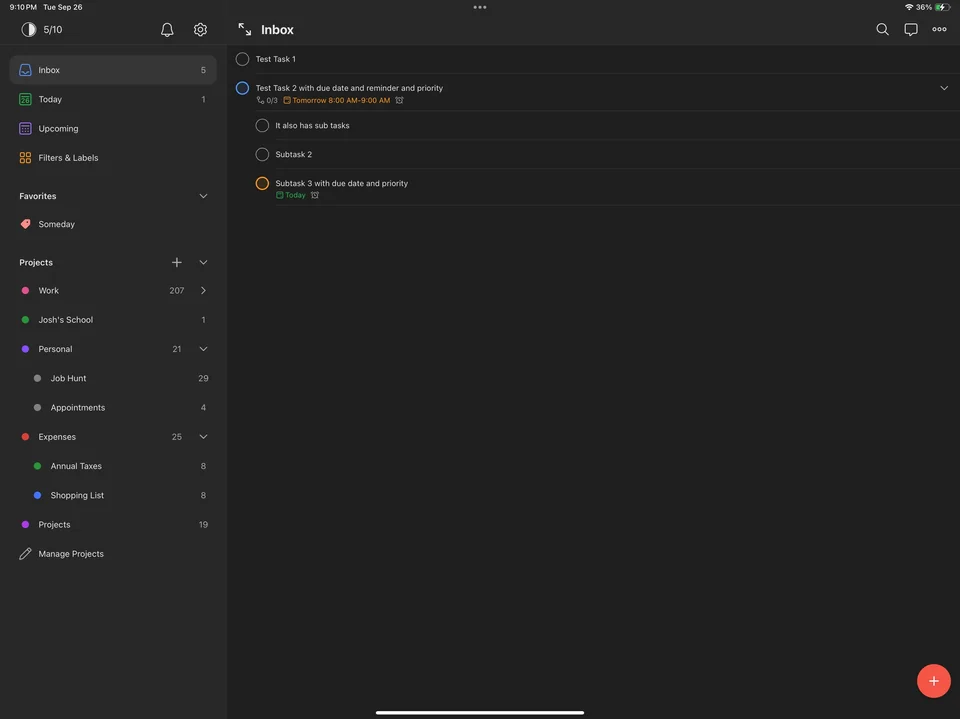 9:10 PM Tue Sep 26
36%
5/10
Inbox 5
26 Today 1
Upcoming
Filters & Labels
Favorites
Someday
Projects
Work 207
Josh's School 1
Personal 21
Job Hunt 29
Appointments 4
Expenses 25
Annual Taxes 8
Shopping List 8
Projects 19
Manage Projects
Inbox
Test Task 1
Test Task 2 with due date and reminder and priority
0/3 Tomorrow 8:00 AM-9:00 AM
It also has sub tasks
Subtask 2
Subtask 3 with due date and priority
Today